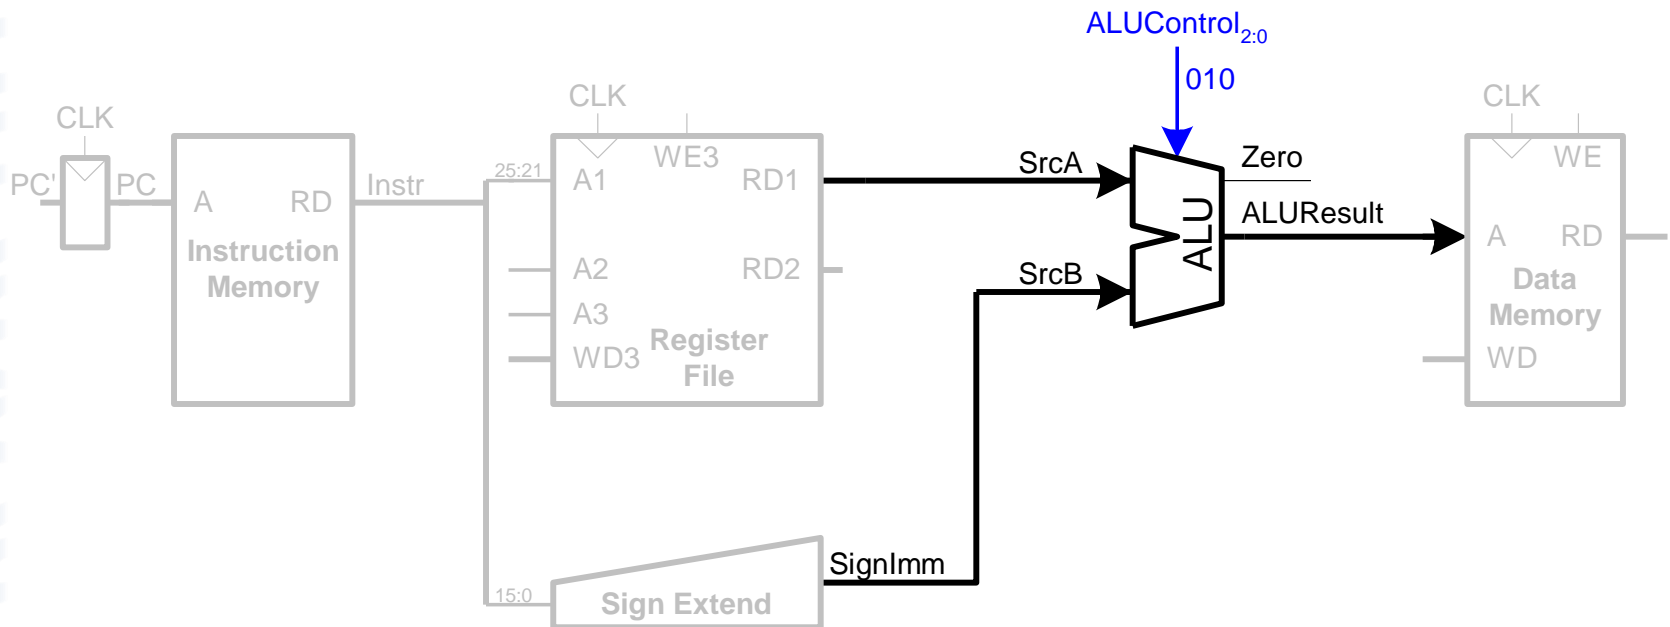 ALUControl2:0
010
CLK
CLK
CLK
PC'
PC
A
RD
Instr
Instruction
Memory
25:21
A1
WE3
RD1
A2
RD2
A3
WD3
Register
File
SrcA
SrcB
ALU
Zero
ALUResult
WE
A
RD
Data
Memory
WD
SignImm
15:0
Sign Extend